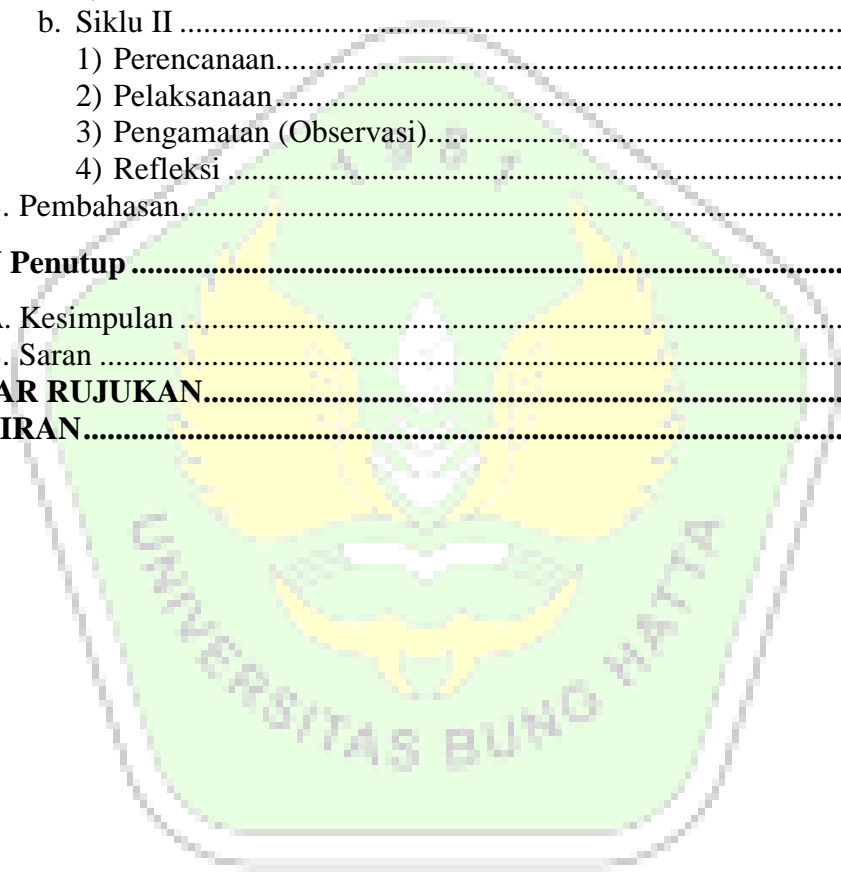 b. Siklu II ........................................................
1) Perencanaan........................................................
2) Pelaksanaan........................................................
3) Pengamatan (Observasi)........................................................
4) Refleksi ........................................................
. Pembahasan........................................................
Penutup ........................................................
. Kesimpulan ........................................................
. Saran ........................................................
AR RUJUKAN........................................................
IRAN........................................................
1981
UNIVERSITAS BUNG HATTA